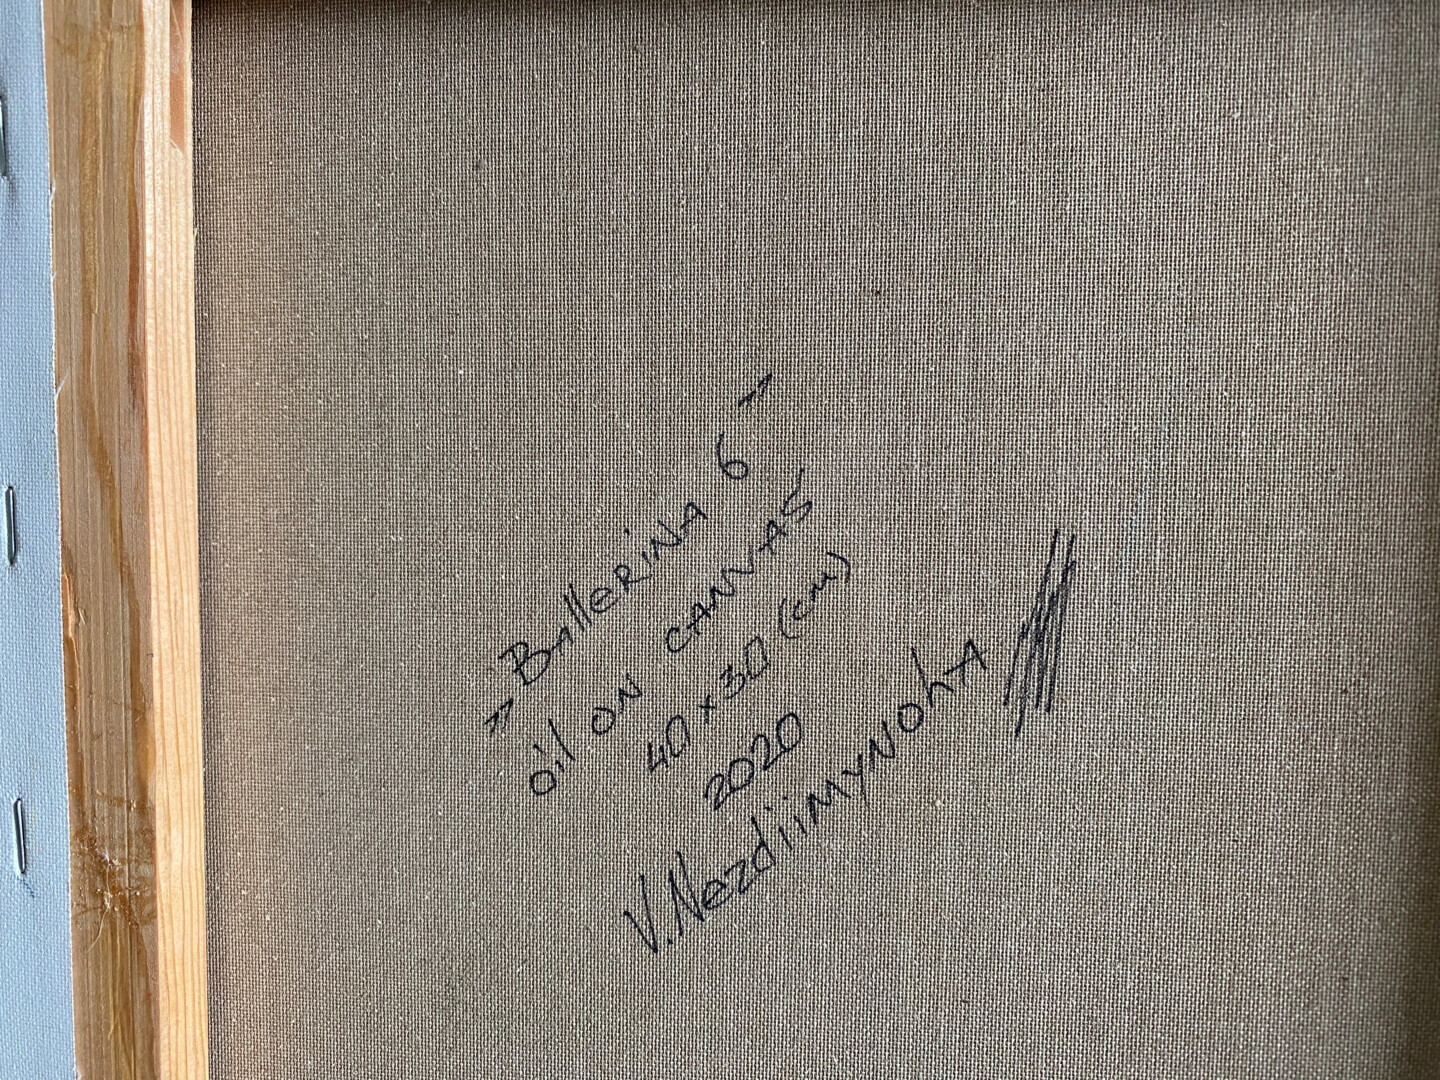 "Ballerina 6"
oil on canvas
40 x 30 (cm)
2020
V. Nezdiimynoha